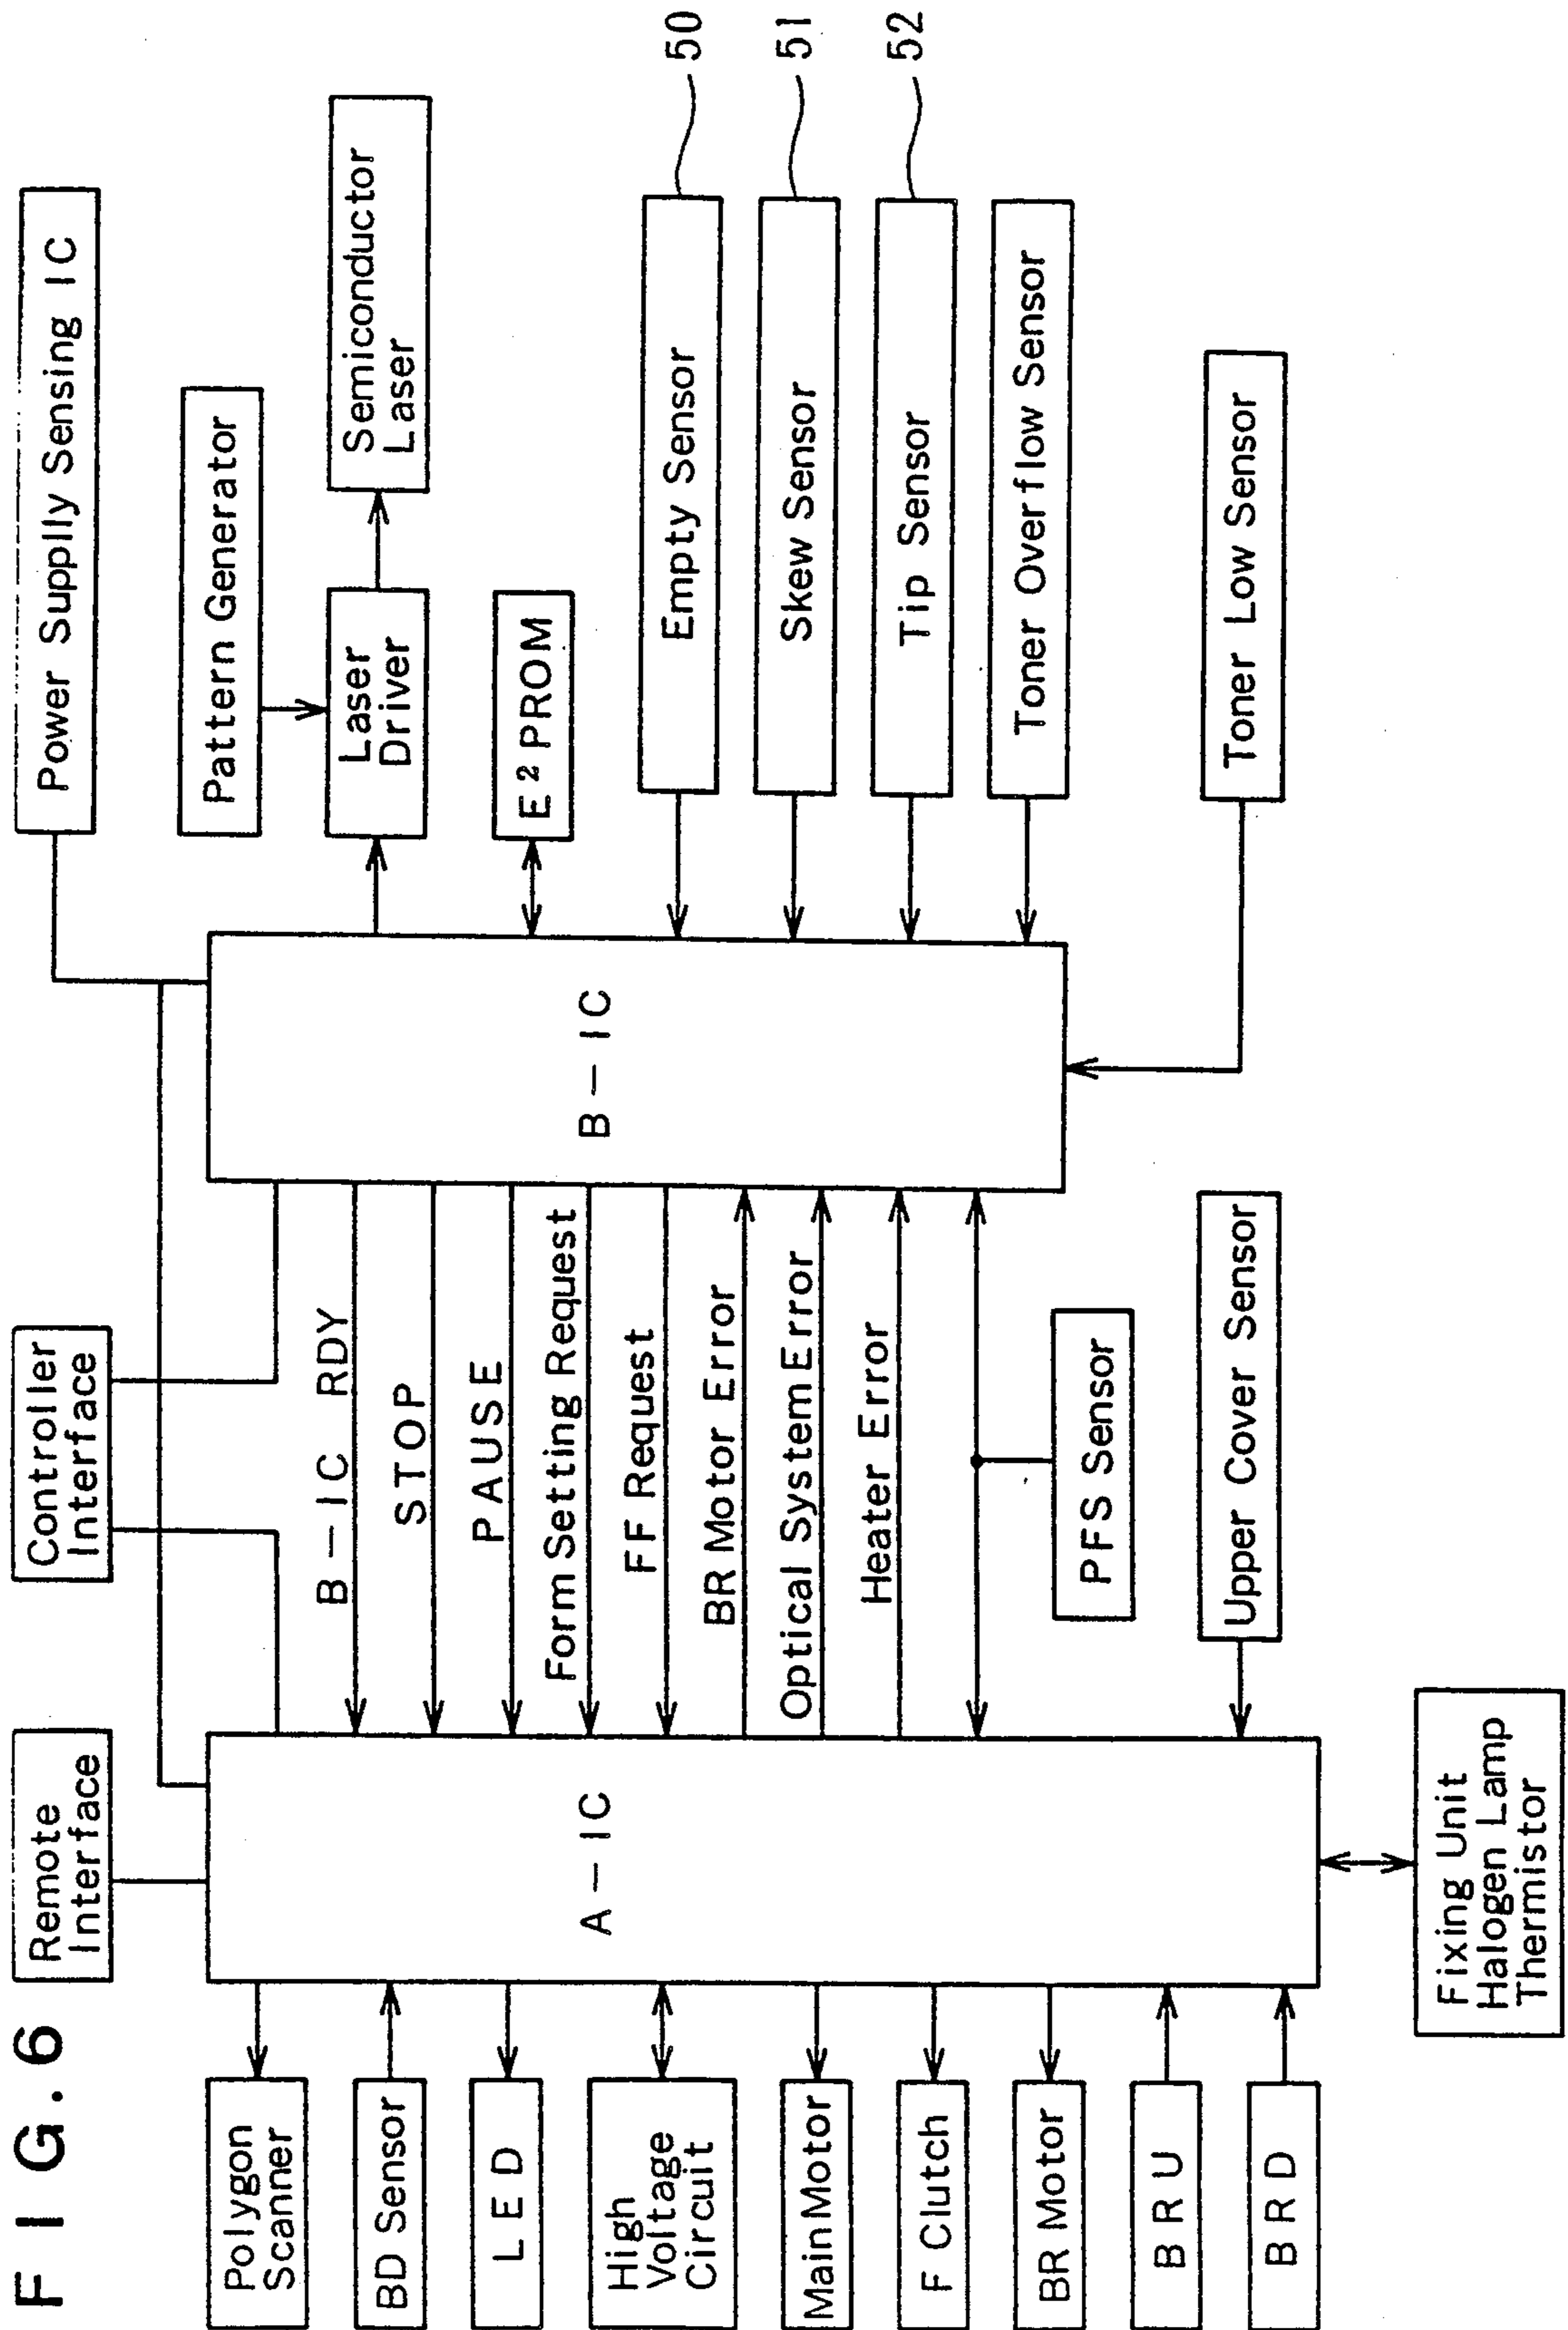 FIG.6
Remote
Interface
Controller
Interface
Power Supply Sensing IC
Pattern Generator
Laser
Driver
Semiconductor
Laser
E² PROM
Empty Sensor
50
Skew Sensor
51
Tip Sensor
52
Toner Overflow Sensor
Toner Low Sensor
B-IC
B-IC RDY
STOP
PAUSE
Form Setting Request
FF Request
BR Motor Error
Optical System Error
Heater Error
PFS Sensor
Upper Cover Sensor
A-IC
Polygon
Scanner
BD Sensor
LED
High
Voltage
Circuit
Main Motor
F Clutch
BR Motor
BRU
BRD
Fixing Unit
Halogen Lamp
Thermistor